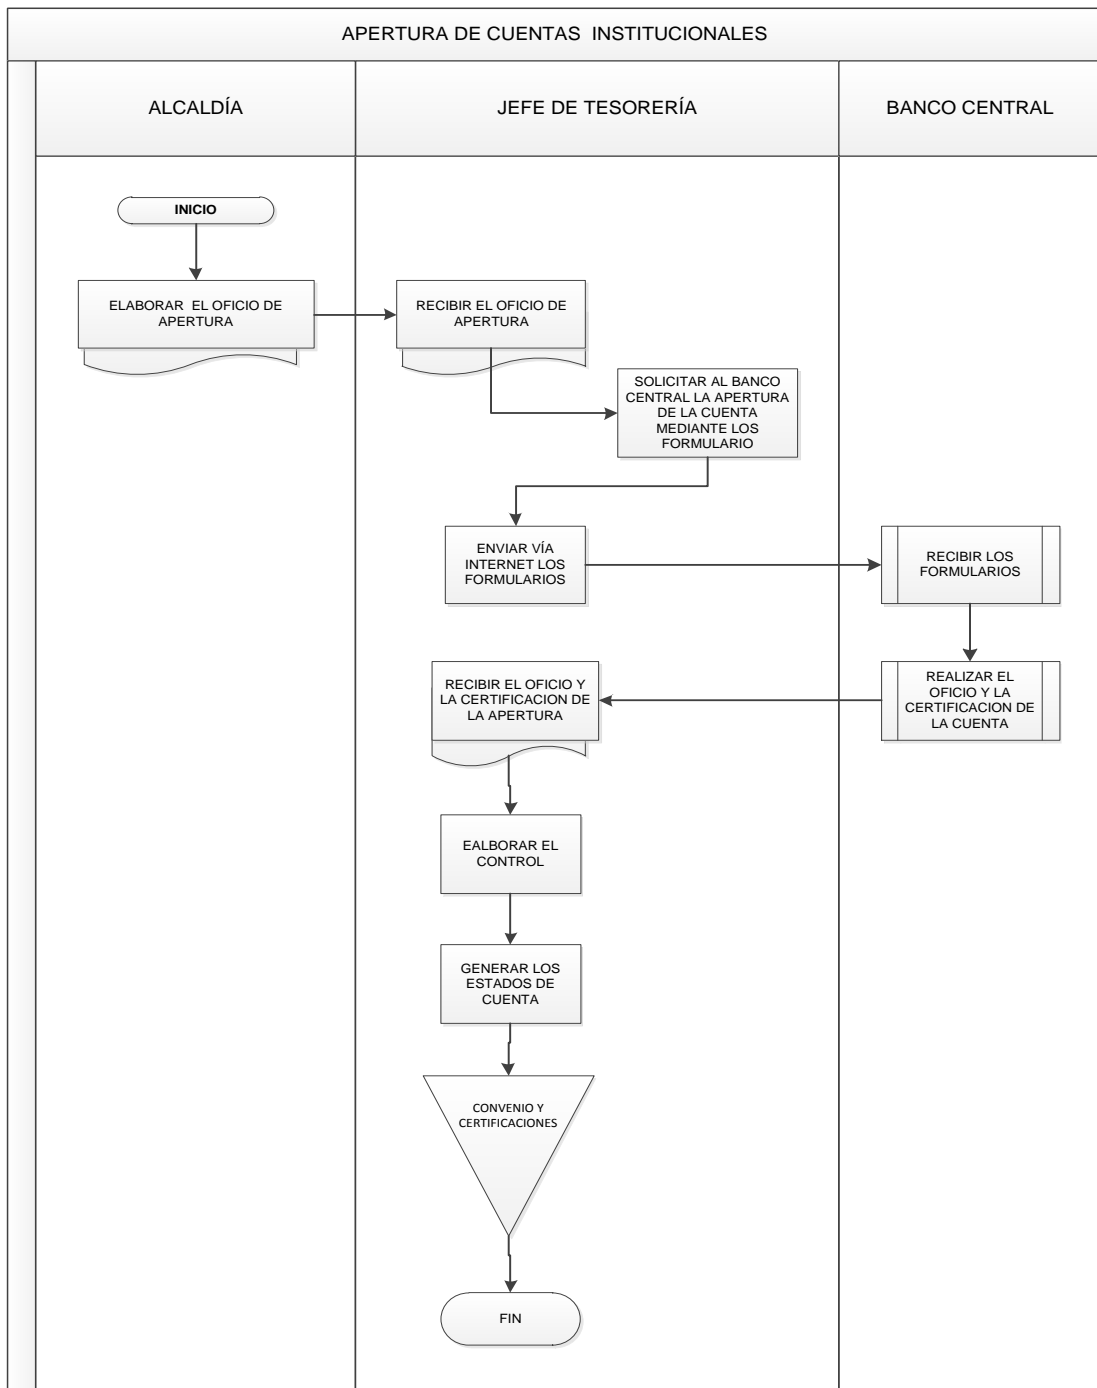 APERTURA DE CUENTAS INSTITUCIONALES
ALCALDÍA
JEFE DE TESORERÍA
BANCO CENTRAL
INICIO
ELABORAR EL OFICIO DE
APERTURA
RECIBIR EL OFICIO DE
APERTURA
SOLICITAR AL BANCO
CENTRAL LA APERTURA
DE LA CUENTA
MEDIANTE LOS
FORMULARIO
ENVIAR VÍA
INTERNET LOS
FORMULARIOS
RECIBIR LOS
FORMULARIOS
REALIZAR EL
OFICIO Y LA
CERTIFICACION DE
LA CUENTA
RECIBIR EL OFICIO Y
LA CERTIFICACION DE
LA APERTURA
EALBORAR EL
CONTROL
GENERAR LOS
ESTADOS DE
CUENTA
CONVENIO Y
CERTIFICACIONES
FIN